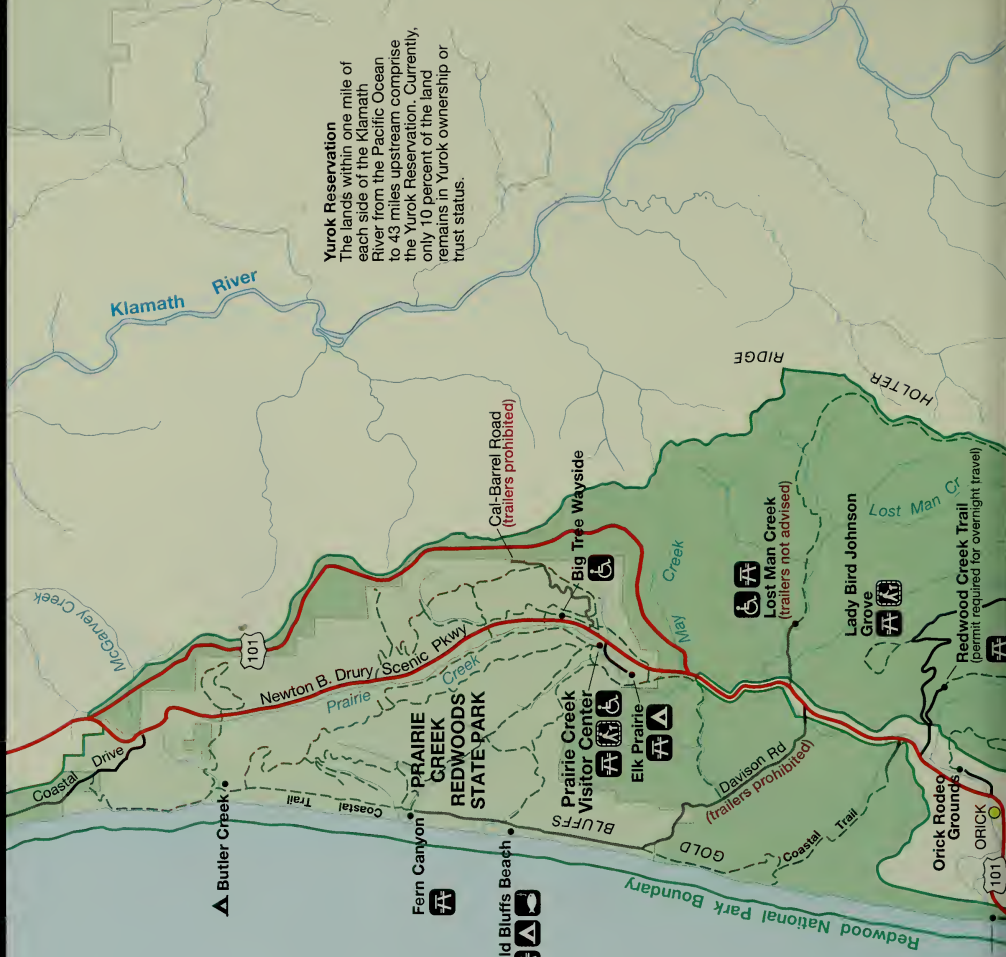 Yurok Reservation
The lands within one mile of
each side of the Klamath
River from the Pacific Ocean
to 43 miles upstream comprise
the Yurok Reservation. Currently,
only 10 percent of the land
remains in Yurok ownership or
trust status.
Klamath River
McGarvey Creek
101
Newton B. Drury Scenic Pkwy
Prairie Creek
Coastal Drive
Coastal Trail
Butler Creek
PRAIRIE
CREEK
REDWOODS
STATE PARK
Fern Canyon
ld Bluffs Beach
GOLD BLUFFS
Cal-Barrel Road
(trailers prohibited)
Big Tree Wayside
Prairie Creek
Visitor Center
Elk Prairie
May Creek
Davison Rd
(trailers prohibited)
Coastal Trail
Redwood National Park Boundary
HOLTER RIDGE
Lost Man Creek
(trailers not advised)
Lost Man Cr
Lady Bird Johnson
Grove
Redwood Creek Trail
(permit required for overnight travel)
Orick Rodeo
Grounds
ORICK
101